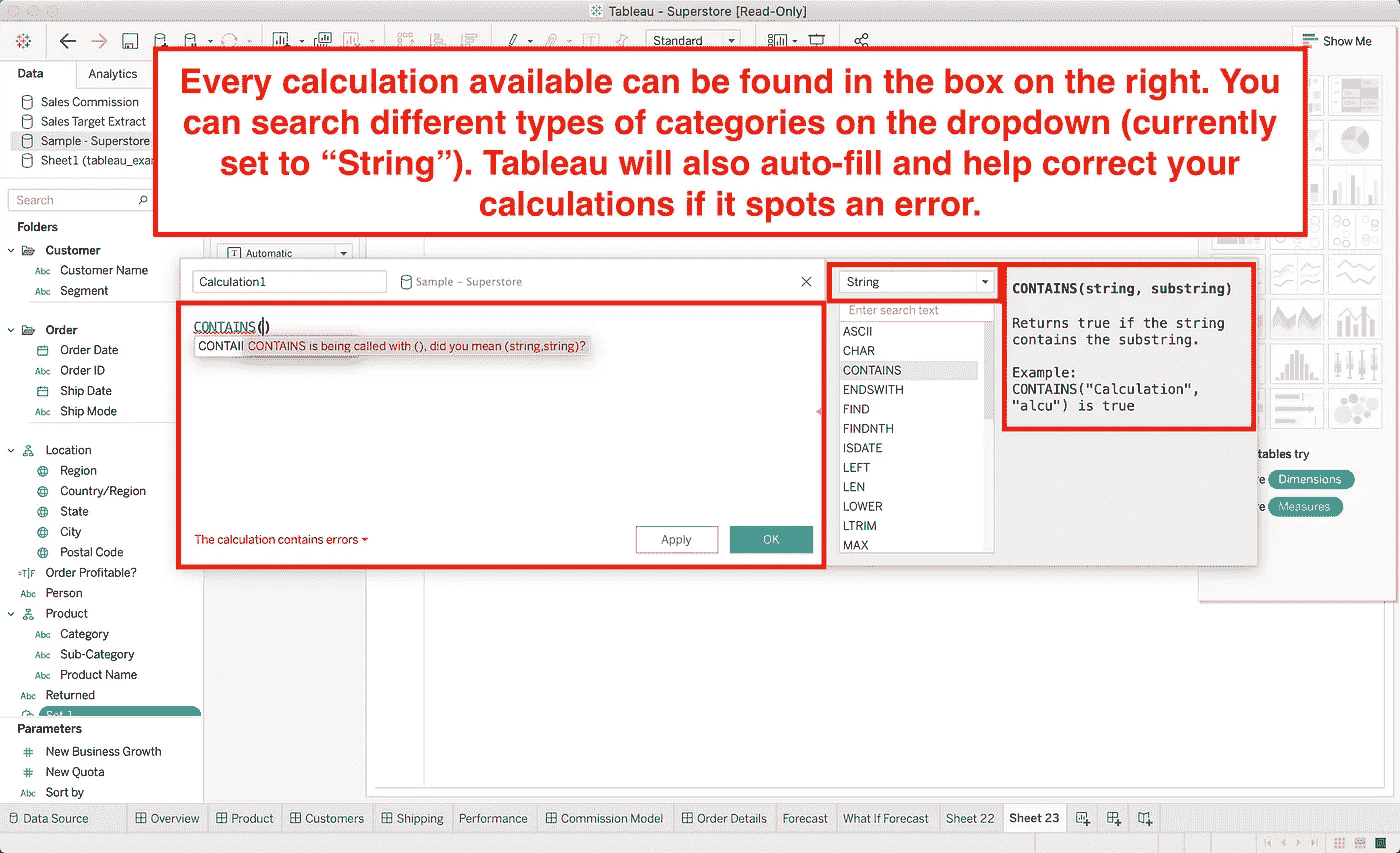 Tableau - Superstore [Read-Only]
Standard
Show Me
Data
Analytics
Every calculation available can be found in the box on the right. You
can search different types of categories on the dropdown (currently
set to “String”). Tableau will also auto-fill and help correct your
calculations if it spots an error.
Sales Commission
Sales Target Extract
Sample - Superstore
Sheet1 (tableau_exa
Search
Folders
Customer
Abc Customer Name
Abc Segment
Order
Order Date
Abc Order ID
Ship Date
Abc Ship Mode
Location
Region
Country/Region
State
City
Postal Code
=T|F Order Profitable?
Abc Person
Product
Abc Category
Abc Sub-Category
Abc Product Name
Abc Returned
Parameters
# New Business Growth
# New Quota
Abc Sort by
T Automatic
Calculation1
Sample – Superstore
CONTAINS()
CONTAI
CONTAINS is being called with (), did you mean (string,string)?
The calculation contains errors
Apply
OK
String
Enter search text
ASCII
CHAR
CONTAINS
ENDSWITH
FIND
FINDNTH
ISDATE
LEFT
LEN
LOWER
LTRIM
MAX
CONTAINS(string, substring)
Returns true if the string
contains the substring.
Example:
CONTAINS("Calculation",
"alcu") is true
tables try
e Dimensions
e Measures
Data Source
Overview
Product
Customers
Shipping
Performance
Commission Model
Order Details
Forecast
What If Forecast
Sheet 22
Sheet 23